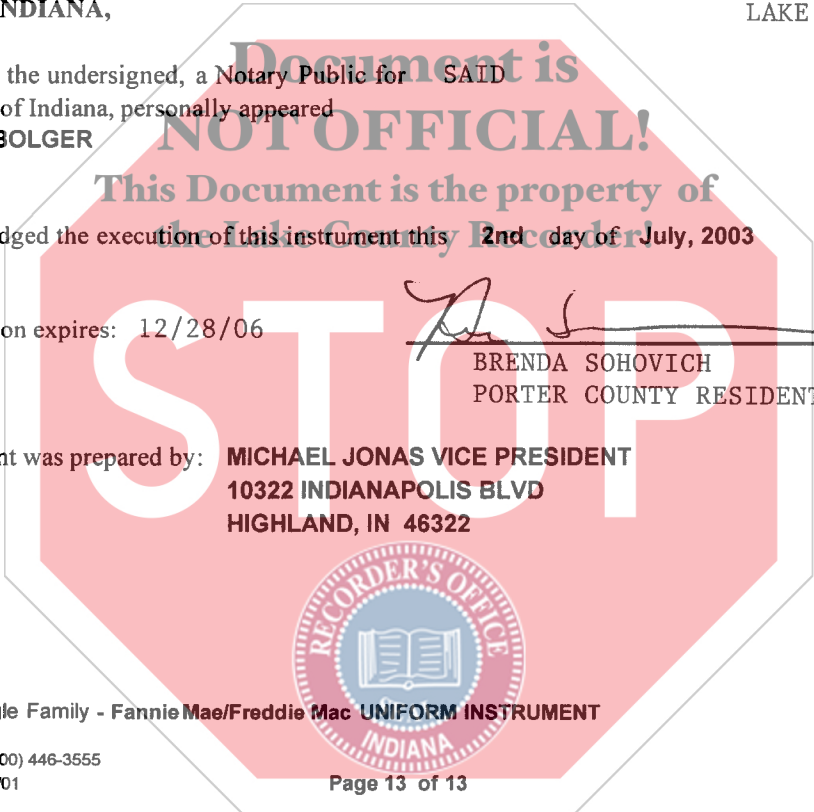 NDIANA, LAKE
Document is
the undersigned, a Notary Public for SAID
of Indiana, personally appeared
BOLGER
NOT OFFICIAL!
This Document is the property of
the Lake County Recorder!
dged the execution of this instrument this 2nd day of July, 2003
on expires: 12/28/06
BRENDA SOHOVICH
PORTER COUNTY RESIDENT
STOP
nt was prepared by: MICHAEL JONAS VICE PRESIDENT
10322 INDIANAPOLIS BLVD
HIGHLAND, IN 46322
RECORDER'S OFFICE
INDIANA
le Family - Fannie Mae/Freddie Mac UNIFORM INSTRUMENT
00) 446-3555
01 Page 13 of 13